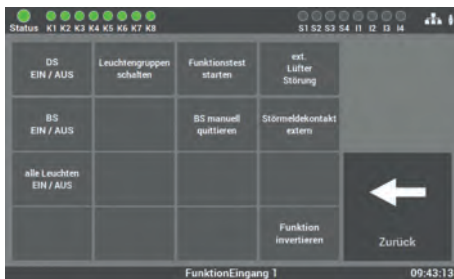 Status K1 K2 K3 K4 K5 K6 K7 K8
S1 S2 S3 S4 I1 I2 I3 I4
DS
EIN / AUS
Leuchtengruppen
schalten
Funktionstest
starten
ext.
Lüfter
Störung
BS
EIN / AUS
BS manuell
quittieren
Störmeldekontakt
extern
alle Leuchten
EIN / AUS
Funktion
invertieren
Zurück
FunktionEingang 1
09:43:13